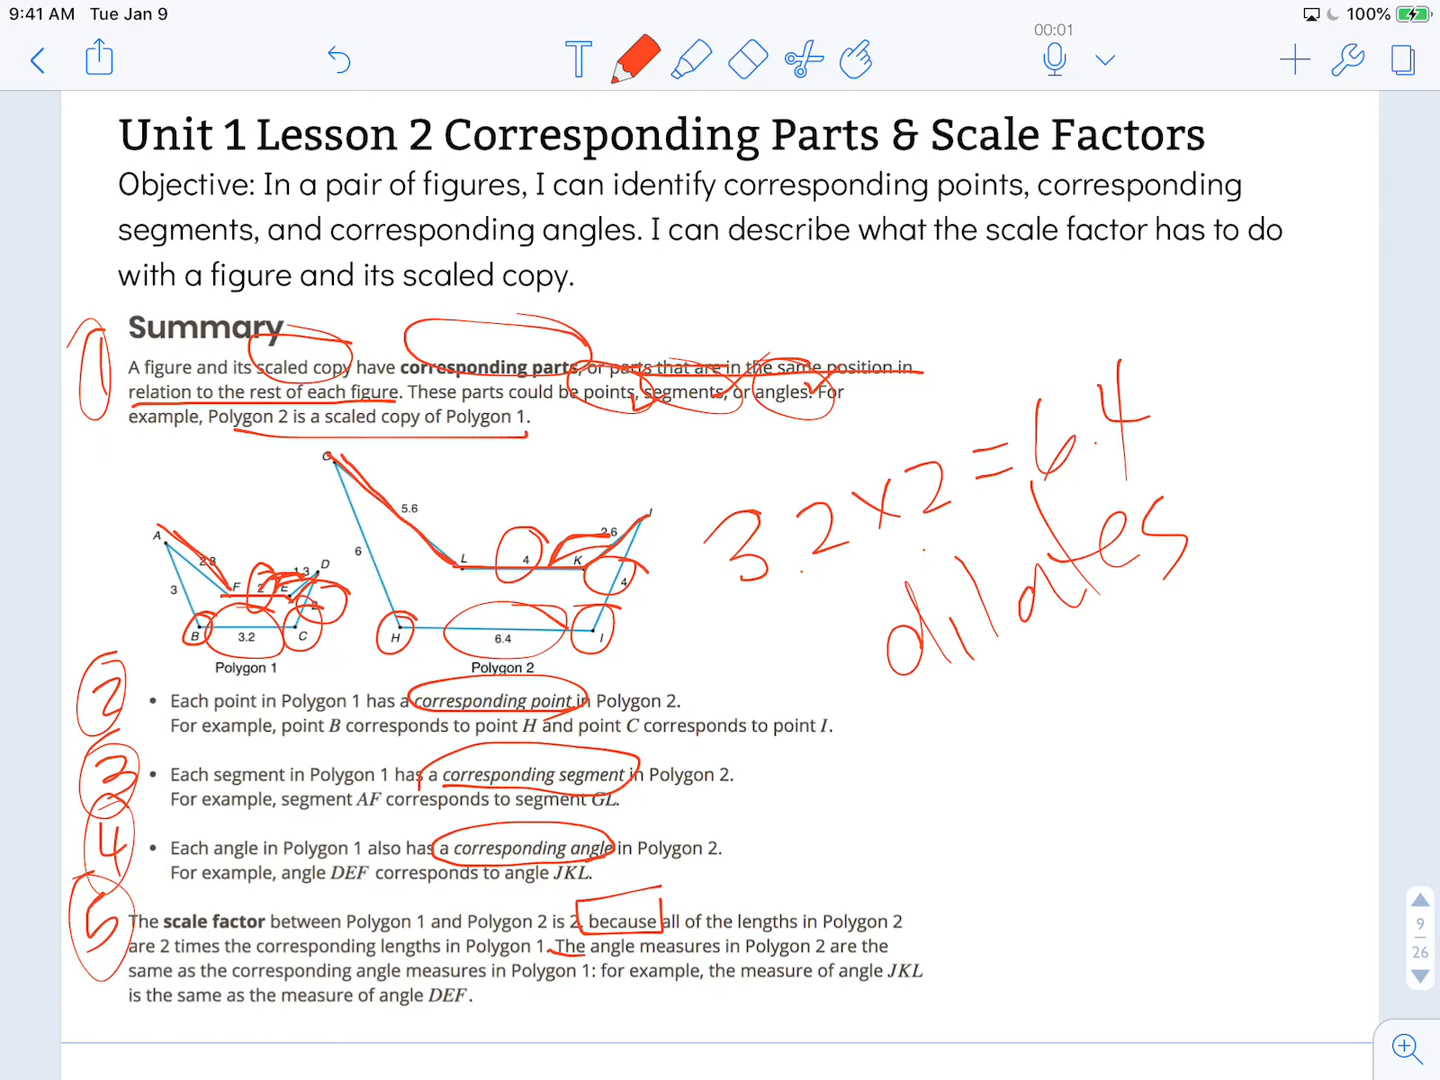 9:41 AM Tue Jan 9
100%
00:01
T
Unit 1 Lesson 2 Corresponding Parts & Scale Factors
Objective: In a pair of figures, I can identify corresponding points, corresponding
segments, and corresponding angles. I can describe what the scale factor has to do
with a figure and its scaled copy.
Summary
1
A figure and its scaled copy have corresponding parts, or parts that are in the same position in
relation to the rest of each figure. These parts could be points, segments, or angles. For
example, Polygon 2 is a scaled copy of Polygon 1.
3.2 x 2 = 6.4
dilates
G
5.6
6
L
4
K
2.6
J
4
H
6.4
I
A
2.8
3
F
2
E
1.3
D
2
B
3.2
C
Polygon 1
Polygon 2
2
• Each point in Polygon 1 has a corresponding point in Polygon 2.
For example, point B corresponds to point H and point C corresponds to point I.
3
• Each segment in Polygon 1 has a corresponding segment in Polygon 2.
For example, segment AF corresponds to segment GL.
4
• Each angle in Polygon 1 also has a corresponding angle in Polygon 2.
For example, angle DEF corresponds to angle JKL.
5
The scale factor between Polygon 1 and Polygon 2 is 2, because all of the lengths in Polygon 2
are 2 times the corresponding lengths in Polygon 1. The angle measures in Polygon 2 are the
same as the corresponding angle measures in Polygon 1: for example, the measure of angle JKL
is the same as the measure of angle DEF.
9
26